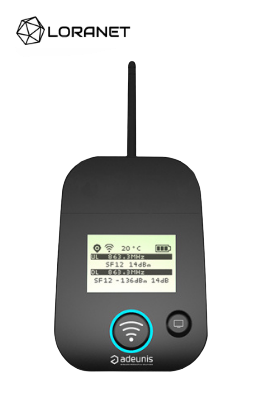 LORANET
20°C
UL 863.3MHz
SF12 14dBm
DL 863.3MHz
SF12 -136dBm 14dB
adeunis